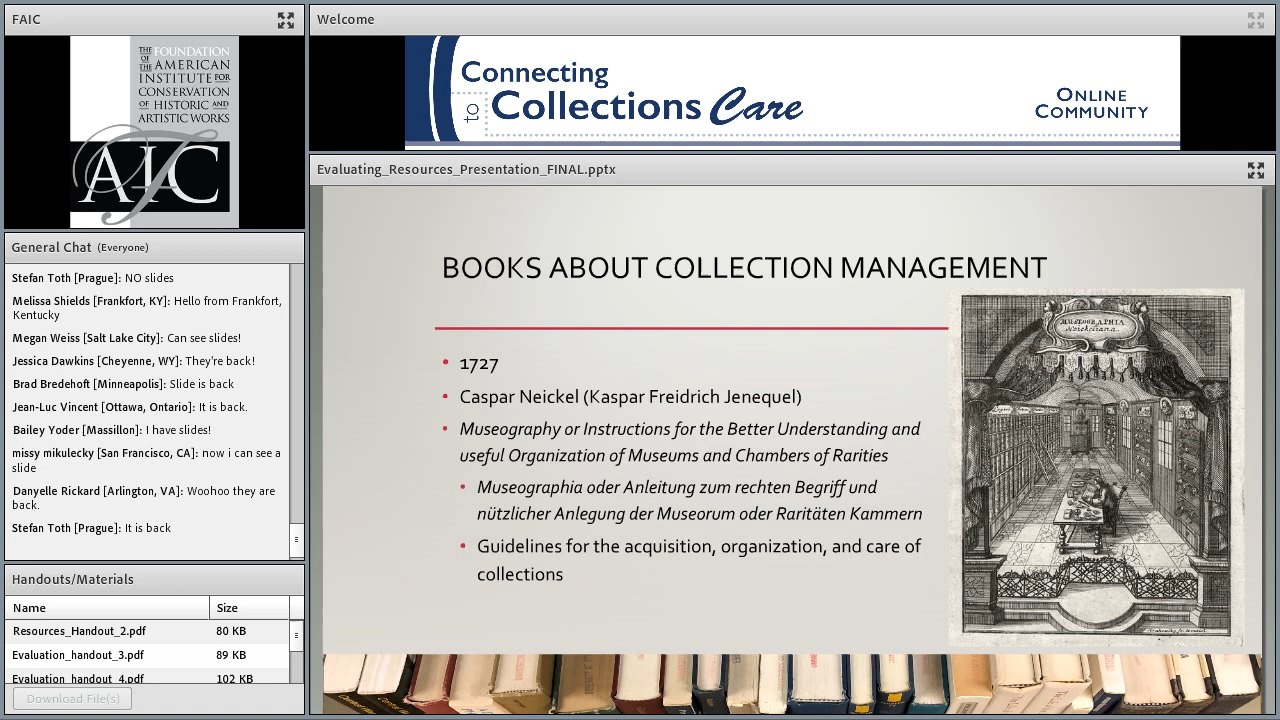 FAIC
THE FOUNDATION
OF THE AMERICAN
INSTITUTE FOR
CONSERVATION
OF HISTORIC AND
ARTISTIC WORKS
AIC
General Chat (Everyone)
Stefan Toth [Prague]: NO slides
Melissa Shields [Frankfort, KY]: Hello from Frankfort,
Kentucky
Megan Weiss [Salt Lake City]: Can see slides!
Jessica Dawkins [Cheyenne, WY]: They're back!
Brad Bredehoft [Minneapolis]: Slide is back
Jean-Luc Vincent [Ottawa, Ontario]: It is back.
Bailey Yoder [Massillon]: I have slides!
missy mikulecky [San Francisco, CA]: now i can see a
slide
Danyelle Rickard [Arlington, VA]: Woohoo they are
back.
Stefan Toth [Prague]: It is back
Handouts/Materials
Name Size
Resources_Handout_2.pdf 80 KB
Evaluation_handout_3.pdf 89 KB
Evaluation_handout_4.pdf 102 KB
Download File(s)
Welcome
Connecting
to Collections Care
ONLINE
COMMUNITY
Evaluating_Resources_Presentation_FINAL.pptx
BOOKS ABOUT COLLECTION MANAGEMENT
• 1727
• Caspar Neickel (Kaspar Freidrich Jenequel)
• Museography or Instructions for the Better Understanding and
useful Organization of Museums and Chambers of Rarities
• Museographia oder Anleitung zum rechten Begriff und
nützlicher Anlegung der Museorum oder Raritäten Kammern
• Guidelines for the acquisition, organization, and care of
collections
MUSEOGRAPHIA
Neickeliana.